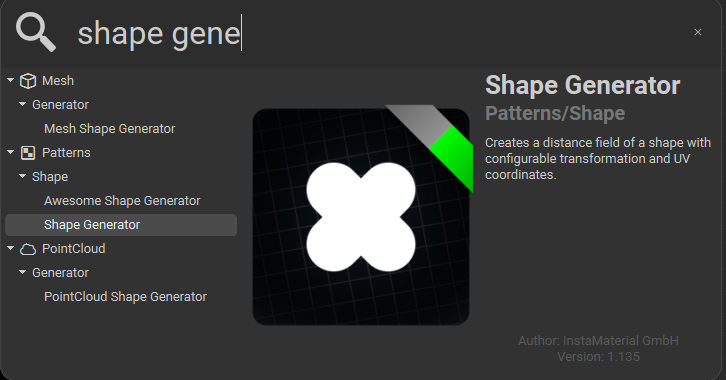 shape gene
Mesh
Generator
Mesh Shape Generator
Patterns
Shape
Awesome Shape Generator
Shape Generator
PointCloud
Generator
PointCloud Shape Generator
Shape Generator
Patterns/Shape
Creates a distance field of a shape with
configurable transformation and UV
coordinates.
Author: InstaMaterial GmbH
Version: 1.135